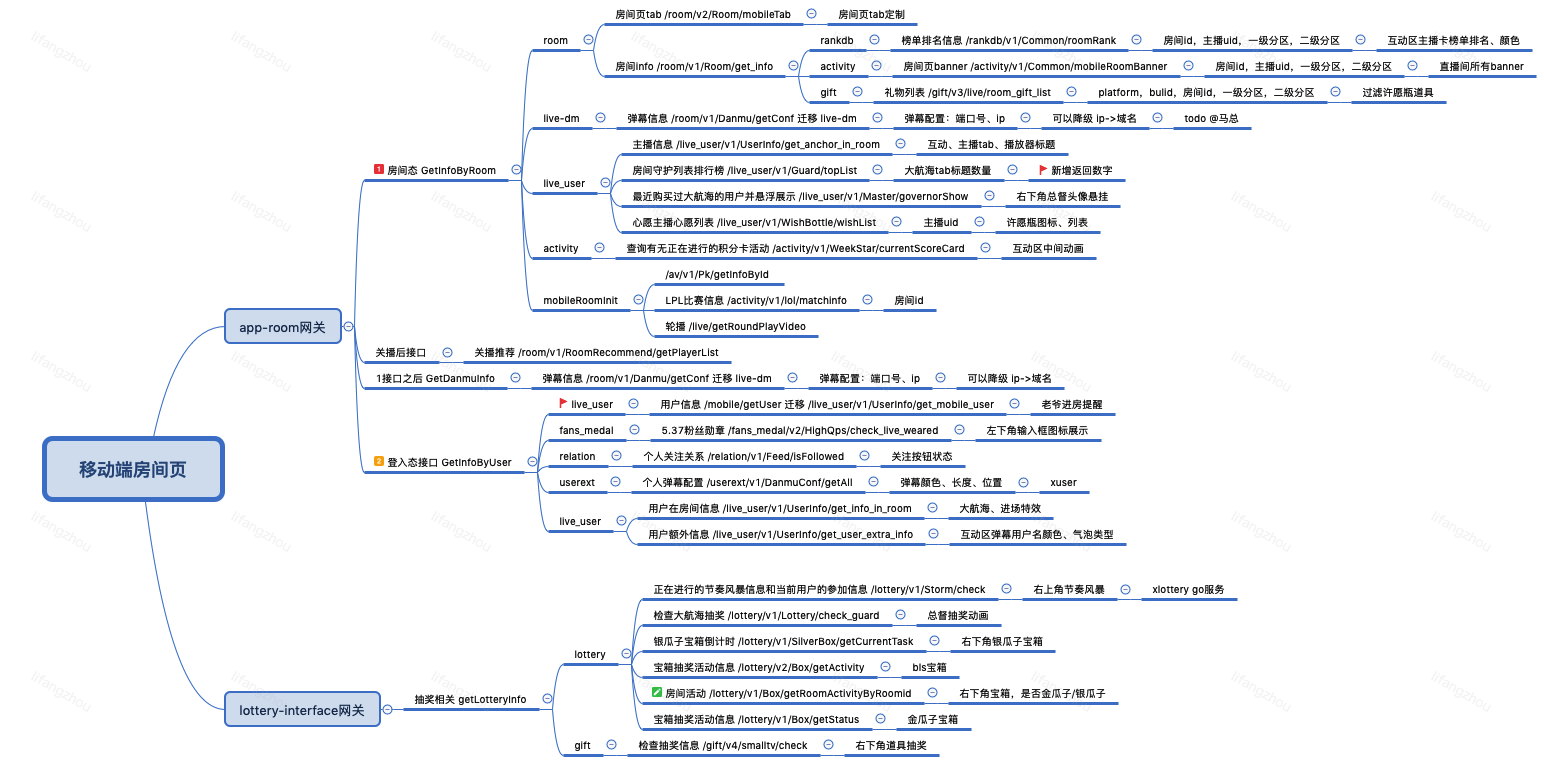 移动端房间页
app-room网关
房间态 GetInfoByRoom
room
房间页tab /room/v2/Room/mobileTab
房间页tab定制
房间info /room/v1/Room/get_info
rankdb
榜单排名信息 /rankdb/v1/Common/roomRank
房间id，主播uid，一级分区，二级分区
互动区主播卡榜单排名、颜色
activity
房间页banner /activity/v1/Common/mobileRoomBanner
房间id，主播uid，一级分区，二级分区
直播间所有banner
gift
礼物列表 /gift/v3/live/room_gift_list
platform，bulid，房间id，一级分区，二级分区
过滤许愿瓶道具
live-dm
弹幕信息 /room/v1/Danmu/getConf 迁移 live-dm
弹幕配置：端口号、ip
可以降级 ip->域名
todo @马总
live_user
主播信息 /live_user/v1/UserInfo/get_anchor_in_room
互动、主播tab、播放器标题
房间守护列表排行榜 /live_user/v1/Guard/topList
大航海tab标题数量
新增返回数字
最近购买过大航海的用户并悬浮展示 /live_user/v1/Master/governorShow
右下角总督头像悬挂
心愿主播心愿列表 /live_user/v1/WishBottle/wishList
主播uid
许愿瓶图标、列表
activity
查询有无正在进行的积分卡活动 /activity/v1/WeekStar/currentScoreCard
互动区中间动画
mobileRoomInit
/av/v1/Pk/getInfoById
LPL比赛信息 /activity/v1/lol/matchinfo
房间id
轮播 /live/getRoundPlayVideo
关播后接口
关播推荐 /room/v1/RoomRecommend/getPlayerList
1接口之后 GetDanmuInfo
弹幕信息 /room/v1/Danmu/getConf 迁移 live-dm
弹幕配置：端口号、ip
可以降级 ip->域名
登入态接口 GetInfoByUser
live_user
用户信息 /mobile/getUser 迁移 /live_user/v1/UserInfo/get_mobile_user
老爷进房提醒
fans_medal
5.37粉丝勋章 /fans_medal/v2/HighQps/check_live_weared
左下角输入框图标展示
relation
个人关注关系 /relation/v1/Feed/isFollowed
关注按钮状态
userext
个人弹幕配置 /userext/v1/DanmuConf/getAll
弹幕颜色、长度、位置
xuser
live_user
用户在房间信息 /live_user/v1/UserInfo/get_info_in_room
大航海、进场特效
用户额外信息 /live_user/v1/UserInfo/get_user_extra_info
互动区弹幕用户名颜色、气泡类型
lottery-interface网关
抽奖相关 getLotteryInfo
lottery
正在进行的节奏风暴信息和当前用户的参加信息 /lottery/v1/Storm/check
右上角节奏风暴
xlottery go服务
检查大航海抽奖 /lottery/v1/Lottery/check_guard
总督抽奖动画
银瓜子宝箱倒计时 /lottery/v1/SilverBox/getCurrentTask
右下角银瓜子宝箱
宝箱抽奖活动信息 /lottery/v2/Box/getActivity
bls宝箱
房间活动 /lottery/v1/Box/getRoomActivityByRoomid
右下角宝箱，是否金瓜子/银瓜子
宝箱抽奖活动信息 /lottery/v1/Box/getStatus
金瓜子宝箱
gift
检查抽奖信息 /gift/v4/smalltv/check
右下角道具抽奖
lifangzhou